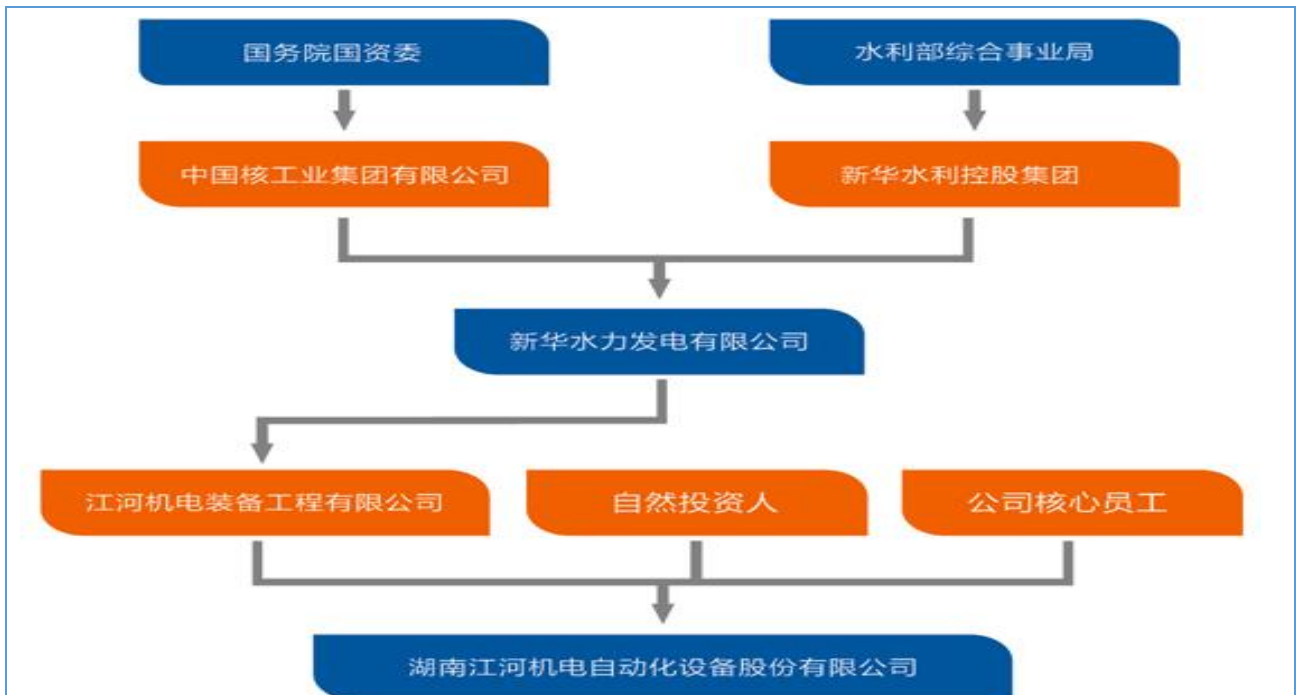 国务院国资委
水利部综合事业局
中国核工业集团有限公司
新华水利控股集团
新华水力发电有限公司
江河机电装备工程有限公司
自然投资人
公司核心员工
湖南江河机电自动化设备股份有限公司